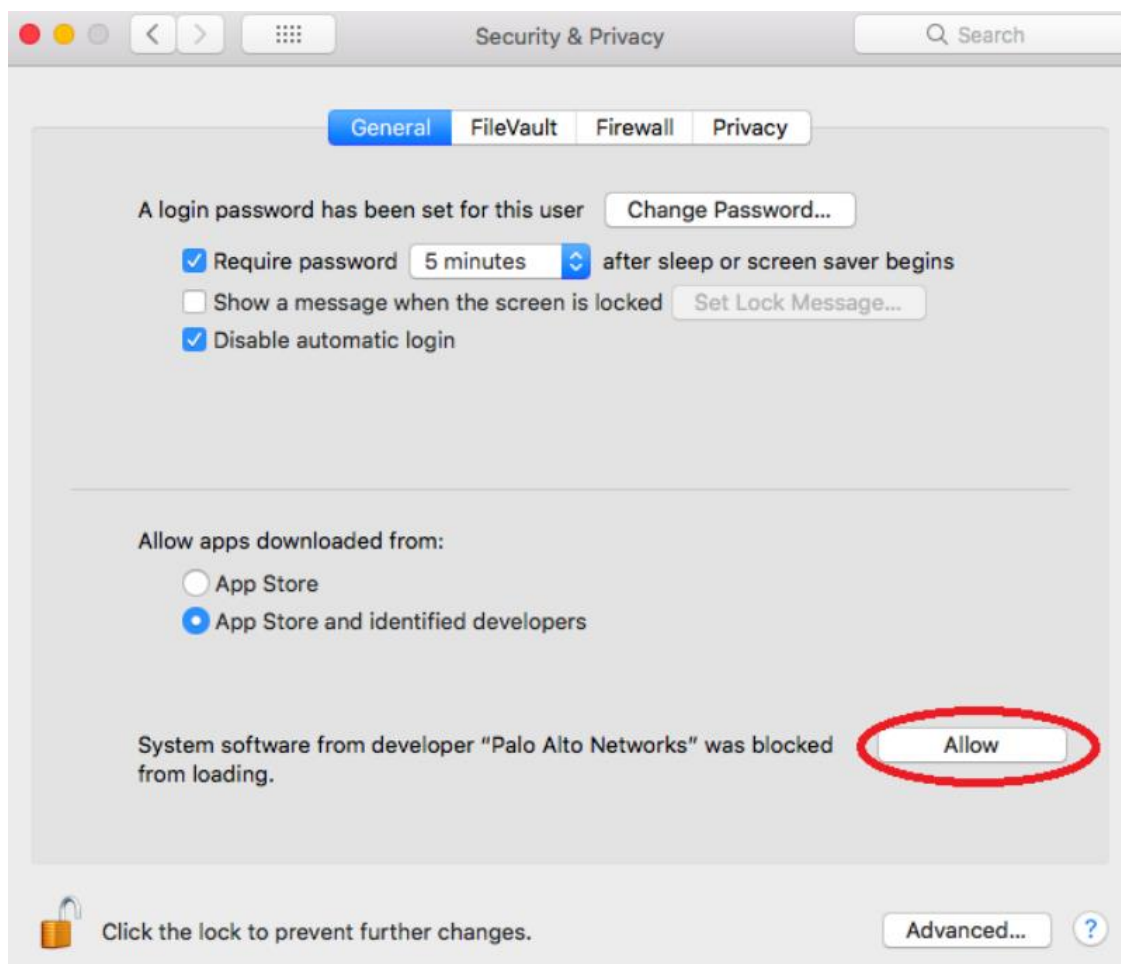 Security & Privacy
Search
General FileVault Firewall Privacy
A login password has been set for this user Change Password...
Require password 5 minutes after sleep or screen saver begins
Show a message when the screen is locked Set Lock Message...
Disable automatic login
Allow apps downloaded from:
App Store
App Store and identified developers
System software from developer “Palo Alto Networks” was blocked
from loading.
Allow
Click the lock to prevent further changes.
Advanced... ?